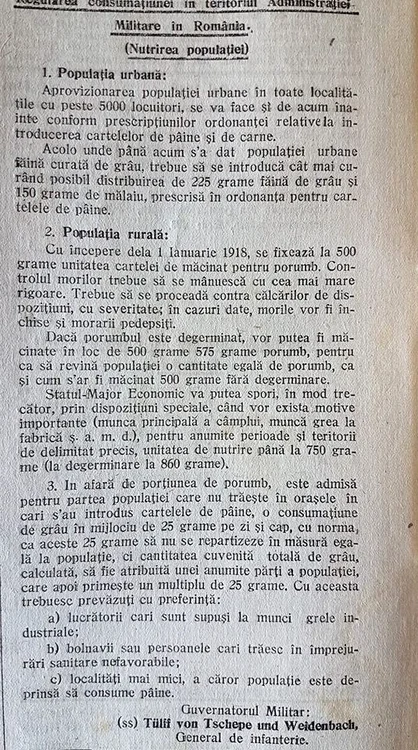 Regularea consumațiunei în teritoriul Administrației
Militare în România.
(Nutrirea populației)
1. Populația urbană:
Aprovizionarea populației urbane în toate localită-
țile cu peste 5000 locuitori, se va face și de acum îna-
inte conform prescripțiunilor ordonanței relative la in-
troducerea cartelelor de pâine și de carne.
Acolo unde până acum s'a dat populației urbane
făină curată de grâu, trebue să se introducă cât mai cu-
rând posibil distribuirea de 225 grame făină de grâu și
150 grame de mălaiu, prescrisă în ordonanța pentru car-
telele de pâine.
2. Populația rurală:
Cu începere dela 1 Ianuarie 1918, se fixează la 500
grame unitatea cartelei de măcinat pentru porumb. Con-
trolul morilor trebue să se mânuescă cu cea mai mare
rigoare. Trebue să se proceadă contra călcărilor de dis-
pozițiuni, cu severitate; în cazuri date, morile vor fi în-
chise și morarii pedepsiți.
Dacă porumbul este degerminat, vor putea fi mă-
cinate în loc de 500 grame 575 grame porumb, pentru
ca să revină populației o cantitate egală de porumb, ca
și cum s'ar fi măcinat 500 grame fără degerminare.
Statul-Major Economic va putea spori, în mod tre-
cător, prin dispozițiuni speciale, când vor exista motive
importante (munca principală a câmplui, muncă grea la
fabrică ș. a. m. d.), pentru anumite perioade și teritorii
de delimitat precis, unitatea de nutrire până la 750 gra-
me (la degerminare la 860 grame).
3. In afară de porțiunea de porumb, este admisă
pentru partea populației care nu trăește în orașele în
cari s'au introdus cartelele de pâine, o consumațiune
de grâu în mijlociu de 25 grame pe zi și cap, cu norma,
ca aceste 25 grame să nu se repartizeze în măsură ega-
lă la populație, ci cantitatea cuvenită totală de grâu,
calculată, să fie atribuită unei anumite părți a populației,
care apoi primește un multiplu de 25 grame. Cu aceasta
trebuesc prevăzuți cu preferință:
a) lucrătorii cari sunt supuși la munci grele in-
dustriale;
b) bolnavii sau persoanele cari trăesc în împreju-
rări sanitare nefavorabile;
c) localități mai mici, a căror populație este de-
prinsă să consume pâine.
Guvernatorul Militar:
(ss) Tülff von Tschepe und Weidenbach,
General de infanterie.